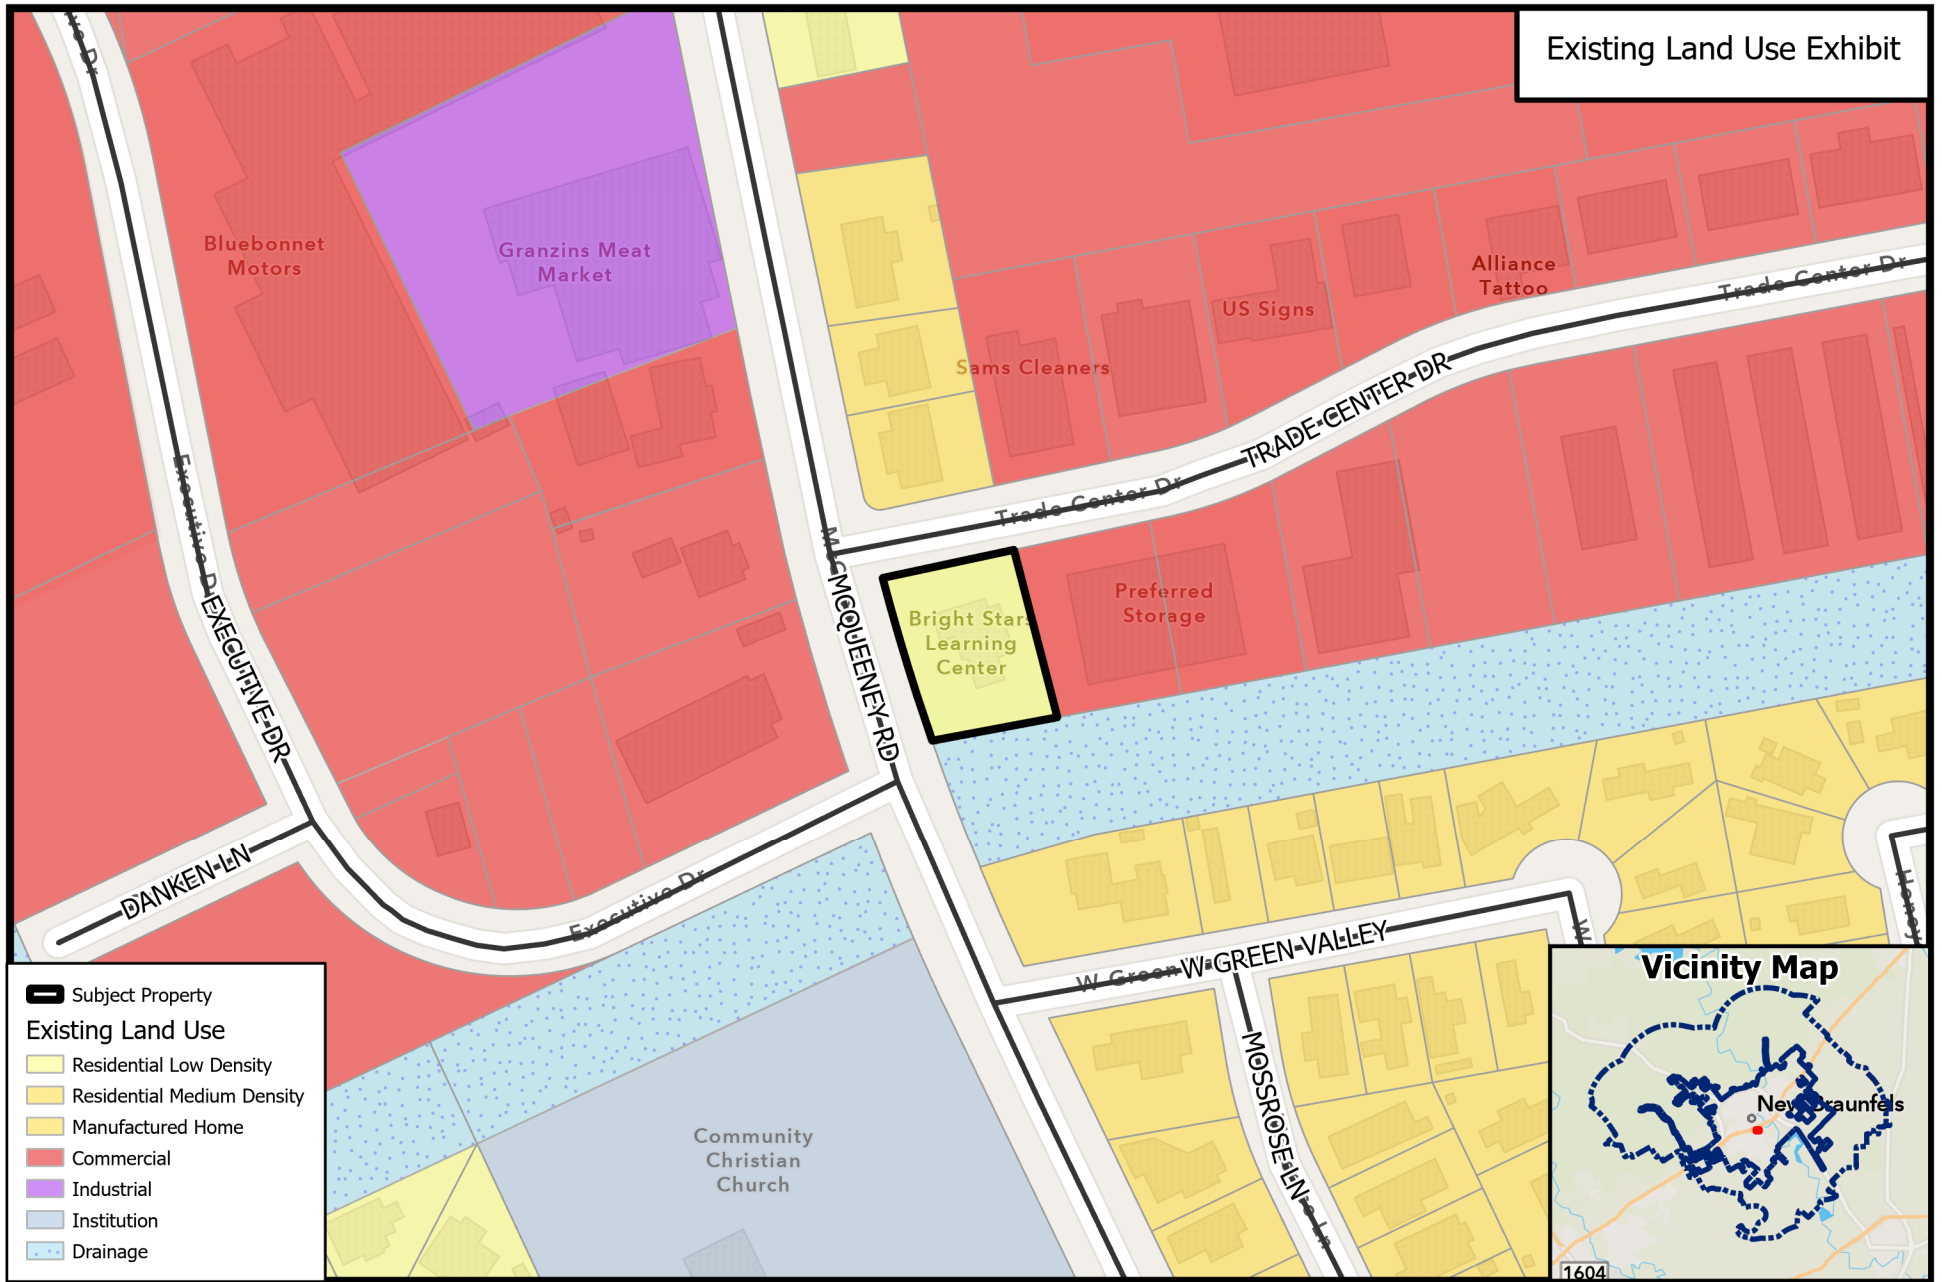 Existing Land Use Exhibit
Bluebonnet
Motors
Granzins Meat
Market
Alliance
Tattoo
Trade Center Dr
US Signs
Sams Cleaners
TRADE-CENTER-DR
Trade Center Dr
Executive D
EXECUTIVE-DR
MCQUEENEY-RD
Bright Stars
Learning
Center
Preferred
Storage
DANKEN-LN
Executive Dr
W Green
W-GREEN-VALLEY
W
Honey
MOSSROSE-LN
Ln
Community
Christian
Church
Subject Property
Existing Land Use
Residential Low Density
Residential Medium Density
Manufactured Home
Commercial
Industrial
Institution
Drainage
Vicinity Map
New Braunfels
1604